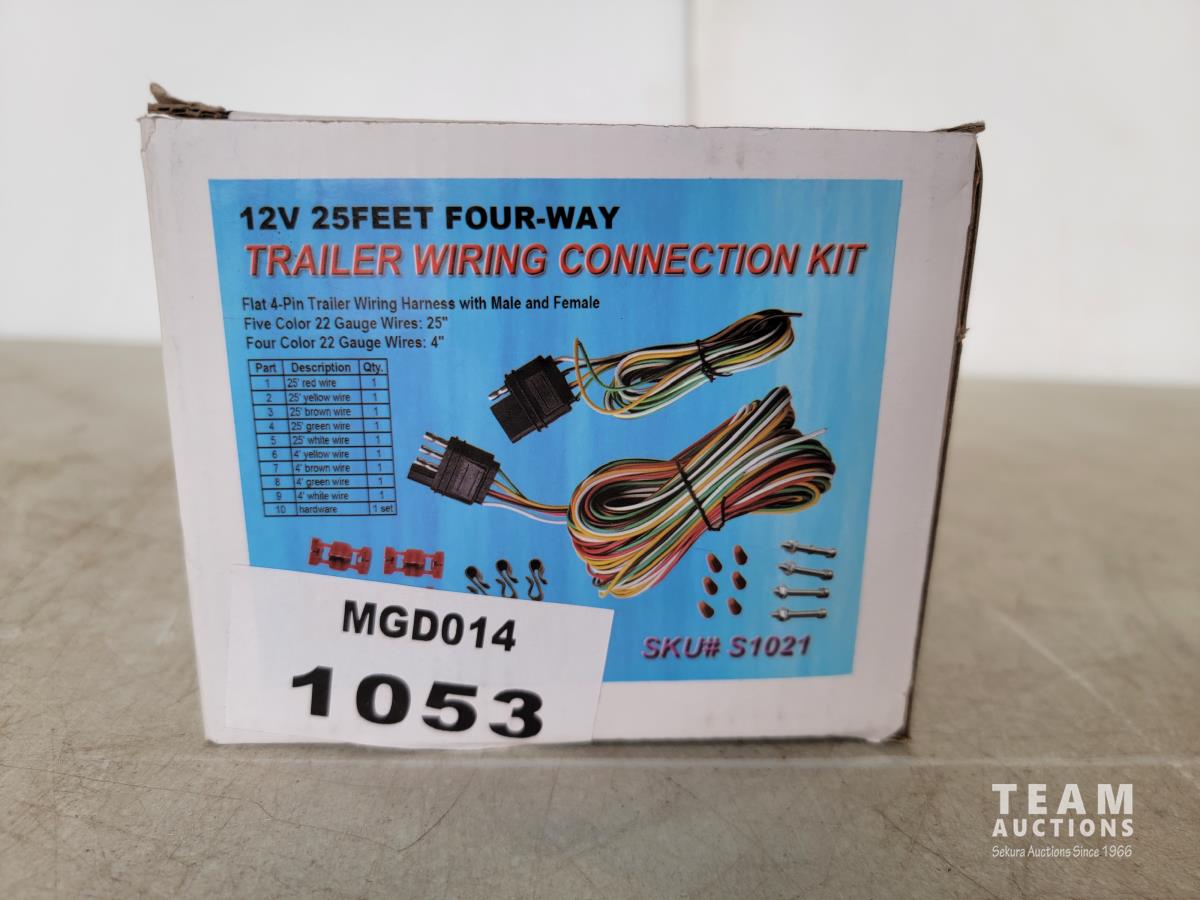 12V 25FEET FOUR-WAY
TRAILER WIRING CONNECTION KIT
Flat 4-Pin Trailer Wiring Harness with Male and Female
Five Color 22 Gauge Wires: 25"
Four Color 22 Gauge Wires: 4"
Part Description Qty.
1 25' red wire 1
2 25' yellow wire 1
3 25' brown wire 1
4 25' green wire 1
5 25' white wire 1
6 4' yellow wire 1
7 4' brown wire 1
8 4' green wire 1
9 4' white wire 1
10 hardware 1 set
SKU# S1021
MGD014
1053
TEAM
AUCTIONS
Sekura Auctions Since 1966